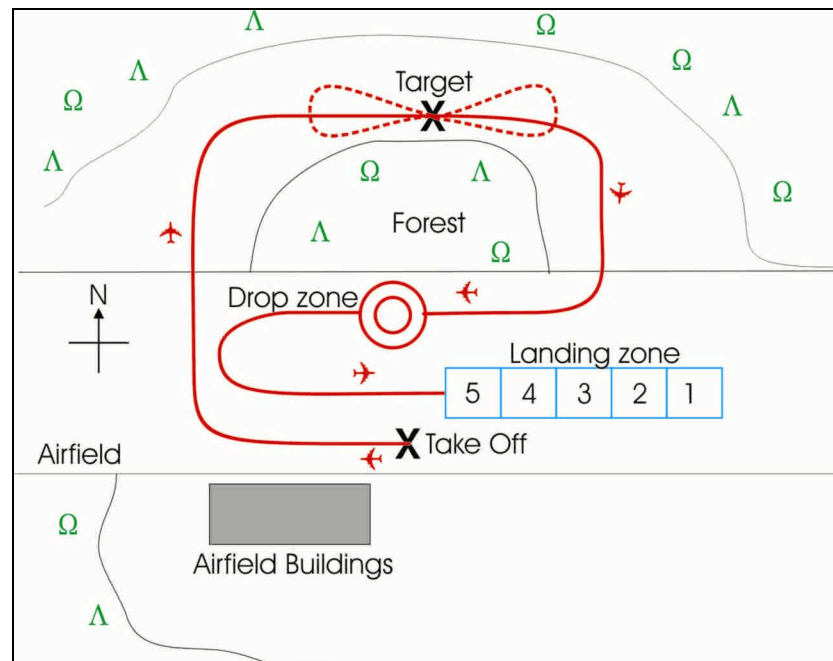 Target
X
Forest
N
Drop zone
Landing zone
5 4 3 2 1
X Take Off
Airfield
Airfield Buildings